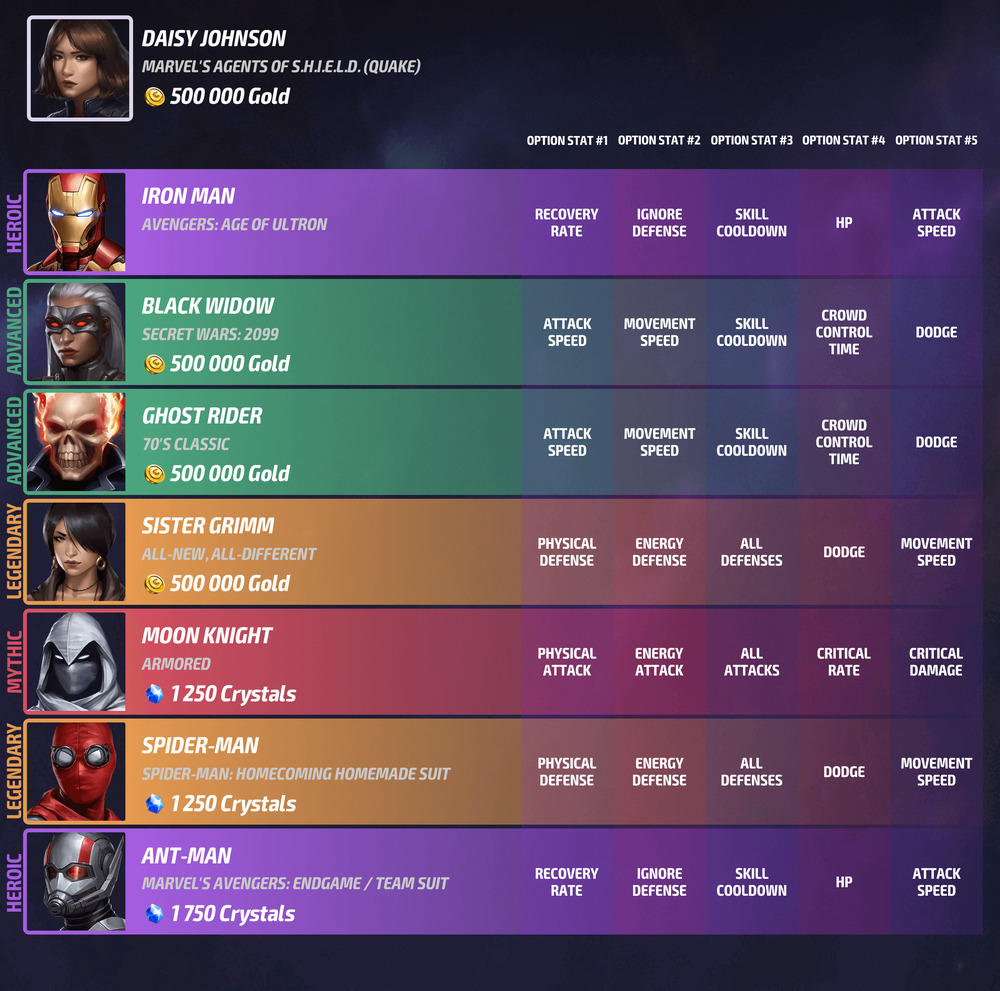 DAISY JOHNSON
MARVEL'S AGENTS OF S.H.I.E.L.D. (QUAKE)
500 000 Gold
OPTION STAT #1 OPTION STAT #2 OPTION STAT #3 OPTION STAT #4 OPTION STAT #5
HEROIC
IRON MAN
AVENGERS: AGE OF ULTRON
RECOVERY RATE
IGNORE DEFENSE
SKILL COOLDOWN
HP
ATTACK SPEED
ADVANCED
BLACK WIDOW
SECRET WARS: 2099
500 000 Gold
ATTACK SPEED
MOVEMENT SPEED
SKILL COOLDOWN
CROWD CONTROL TIME
DODGE
ADVANCED
GHOST RIDER
70'S CLASSIC
500 000 Gold
ATTACK SPEED
MOVEMENT SPEED
SKILL COOLDOWN
CROWD CONTROL TIME
DODGE
LEGENDARY
SISTER GRIMM
ALL-NEW, ALL-DIFFERENT
500 000 Gold
PHYSICAL DEFENSE
ENERGY DEFENSE
ALL DEFENSES
DODGE
MOVEMENT SPEED
MYTHIC
MOON KNIGHT
ARMORED
1 250 Crystals
PHYSICAL ATTACK
ENERGY ATTACK
ALL ATTACKS
CRITICAL RATE
CRITICAL DAMAGE
LEGENDARY
SPIDER-MAN
SPIDER-MAN: HOMECOMING HOMEMADE SUIT
1 250 Crystals
PHYSICAL DEFENSE
ENERGY DEFENSE
ALL DEFENSES
DODGE
MOVEMENT SPEED
HEROIC
ANT-MAN
MARVEL'S AVENGERS: ENDGAME / TEAM SUIT
1 750 Crystals
RECOVERY RATE
IGNORE DEFENSE
SKILL COOLDOWN
HP
ATTACK SPEED